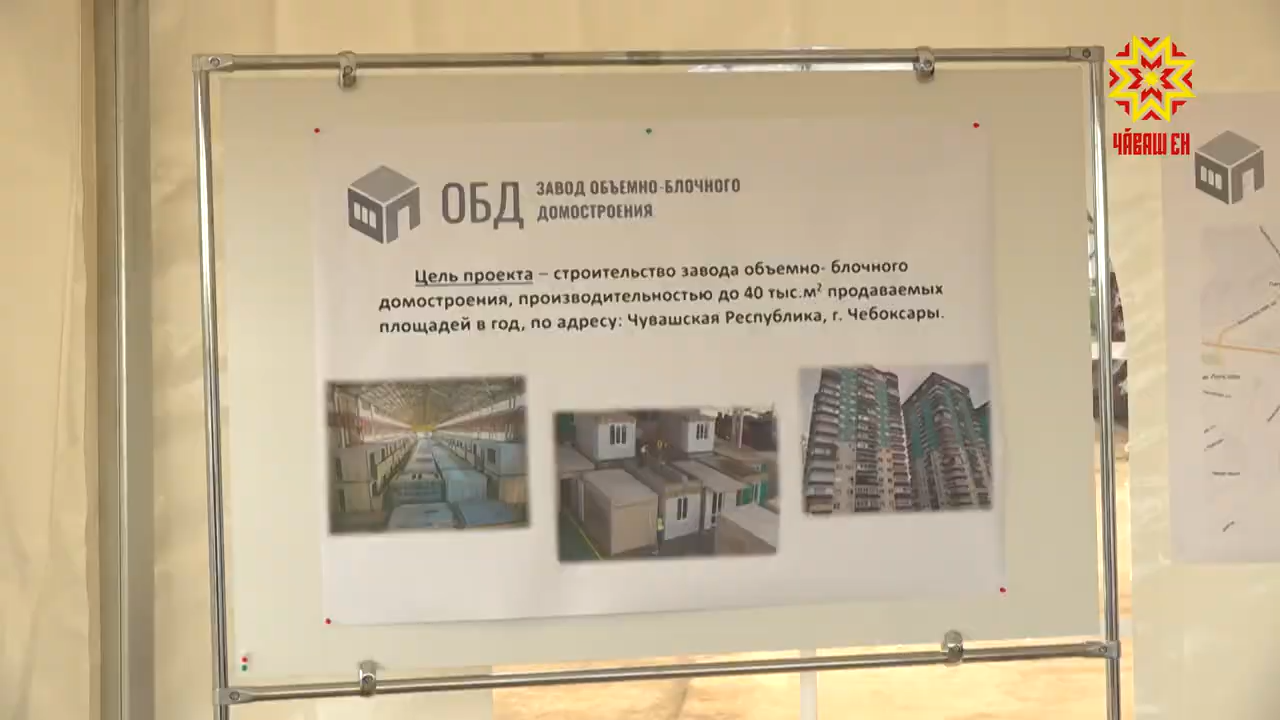 ЧӐВАШ ЕН
ОБД
ЗАВОД ОБЪЕМНО-БЛОЧНОГО
ДОМОСТРОЕНИЯ
Цель проекта – строительство завода объемно- блочного
домостроения, производительностью до 40 тыс.м² продаваемых
площадей в год, по адресу: Чувашская Республика, г. Чебоксары.